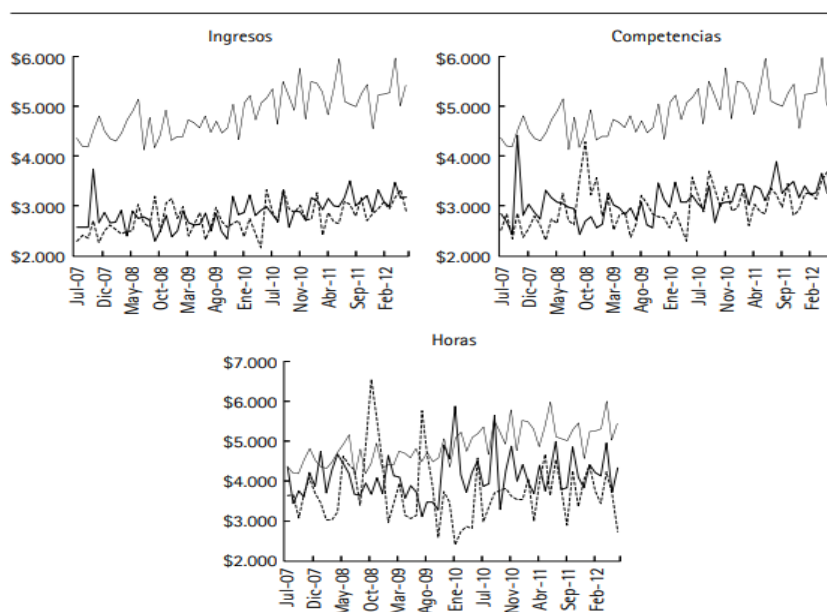 Ingresos
$6.000
$5.000
$4.000
$3.000
$2.000
Jul-07
Dic-07
May-08
Oct-08
Mar-09
Ago-09
Ene-10
Jul-10
Nov-10
Abr-11
Sep-11
Feb-12
Competencias
$6.000
$5.000
$4.000
$3.000
$2.000
Jul-07
Dic-07
May-08
Oct-08
Mar-09
Ago-09
Ene-10
Jul-10
Nov-10
Abr-11
Sep-11
Feb-12
Horas
$7.000
$6.000
$5.000
$4.000
$3.000
$2.000
Jul-07
Dic-07
May-08
Oct-08
Mar-09
Ago-09
Ene-10
Jul-10
Nov-10
Abr-11
Sep-11
Feb-12